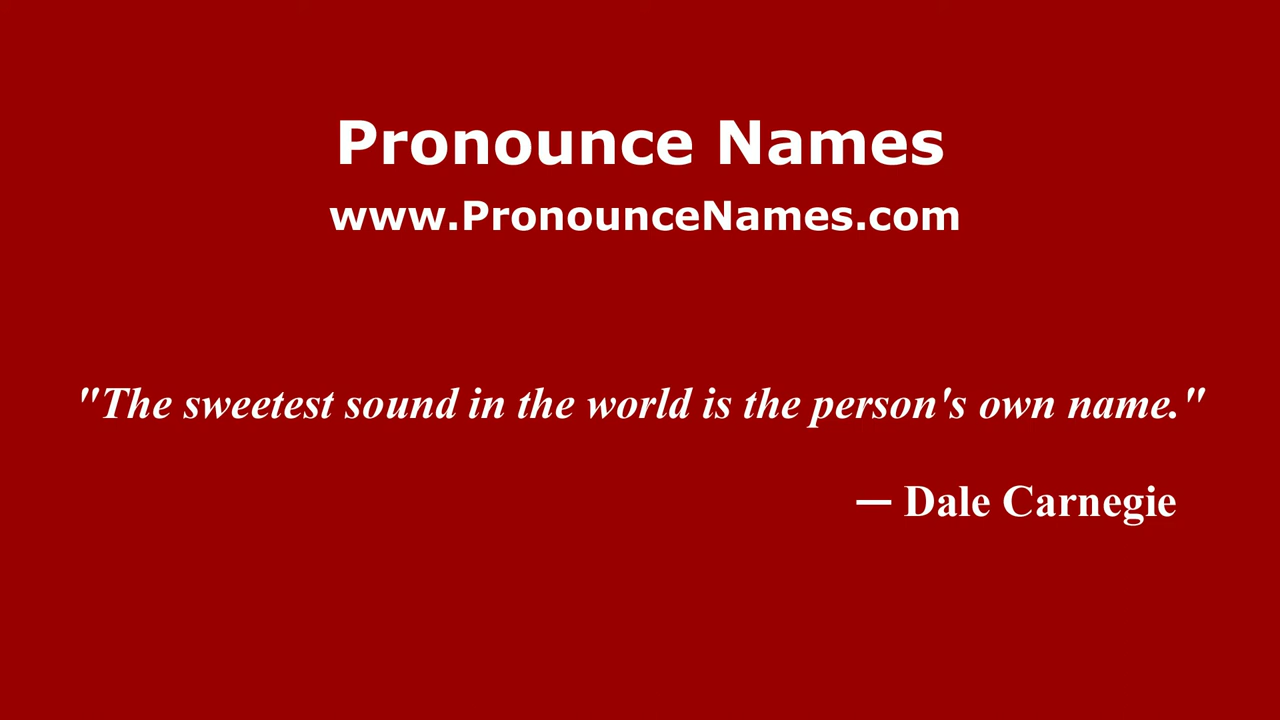 Pronounce Names
www.PronounceNames.com
"The sweetest sound in the world is the person's own name."
— Dale Carnegie